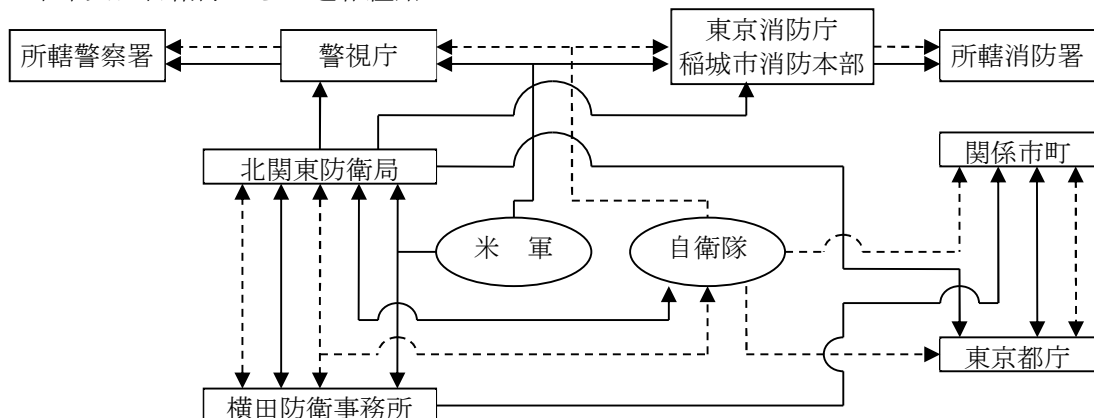 所轄警察署
警視庁
東京消防庁
稲城市消防本部
所轄消防署
北関東防衛局
関係市町
米 軍
自衛隊
東京都庁
横田防衛事務所